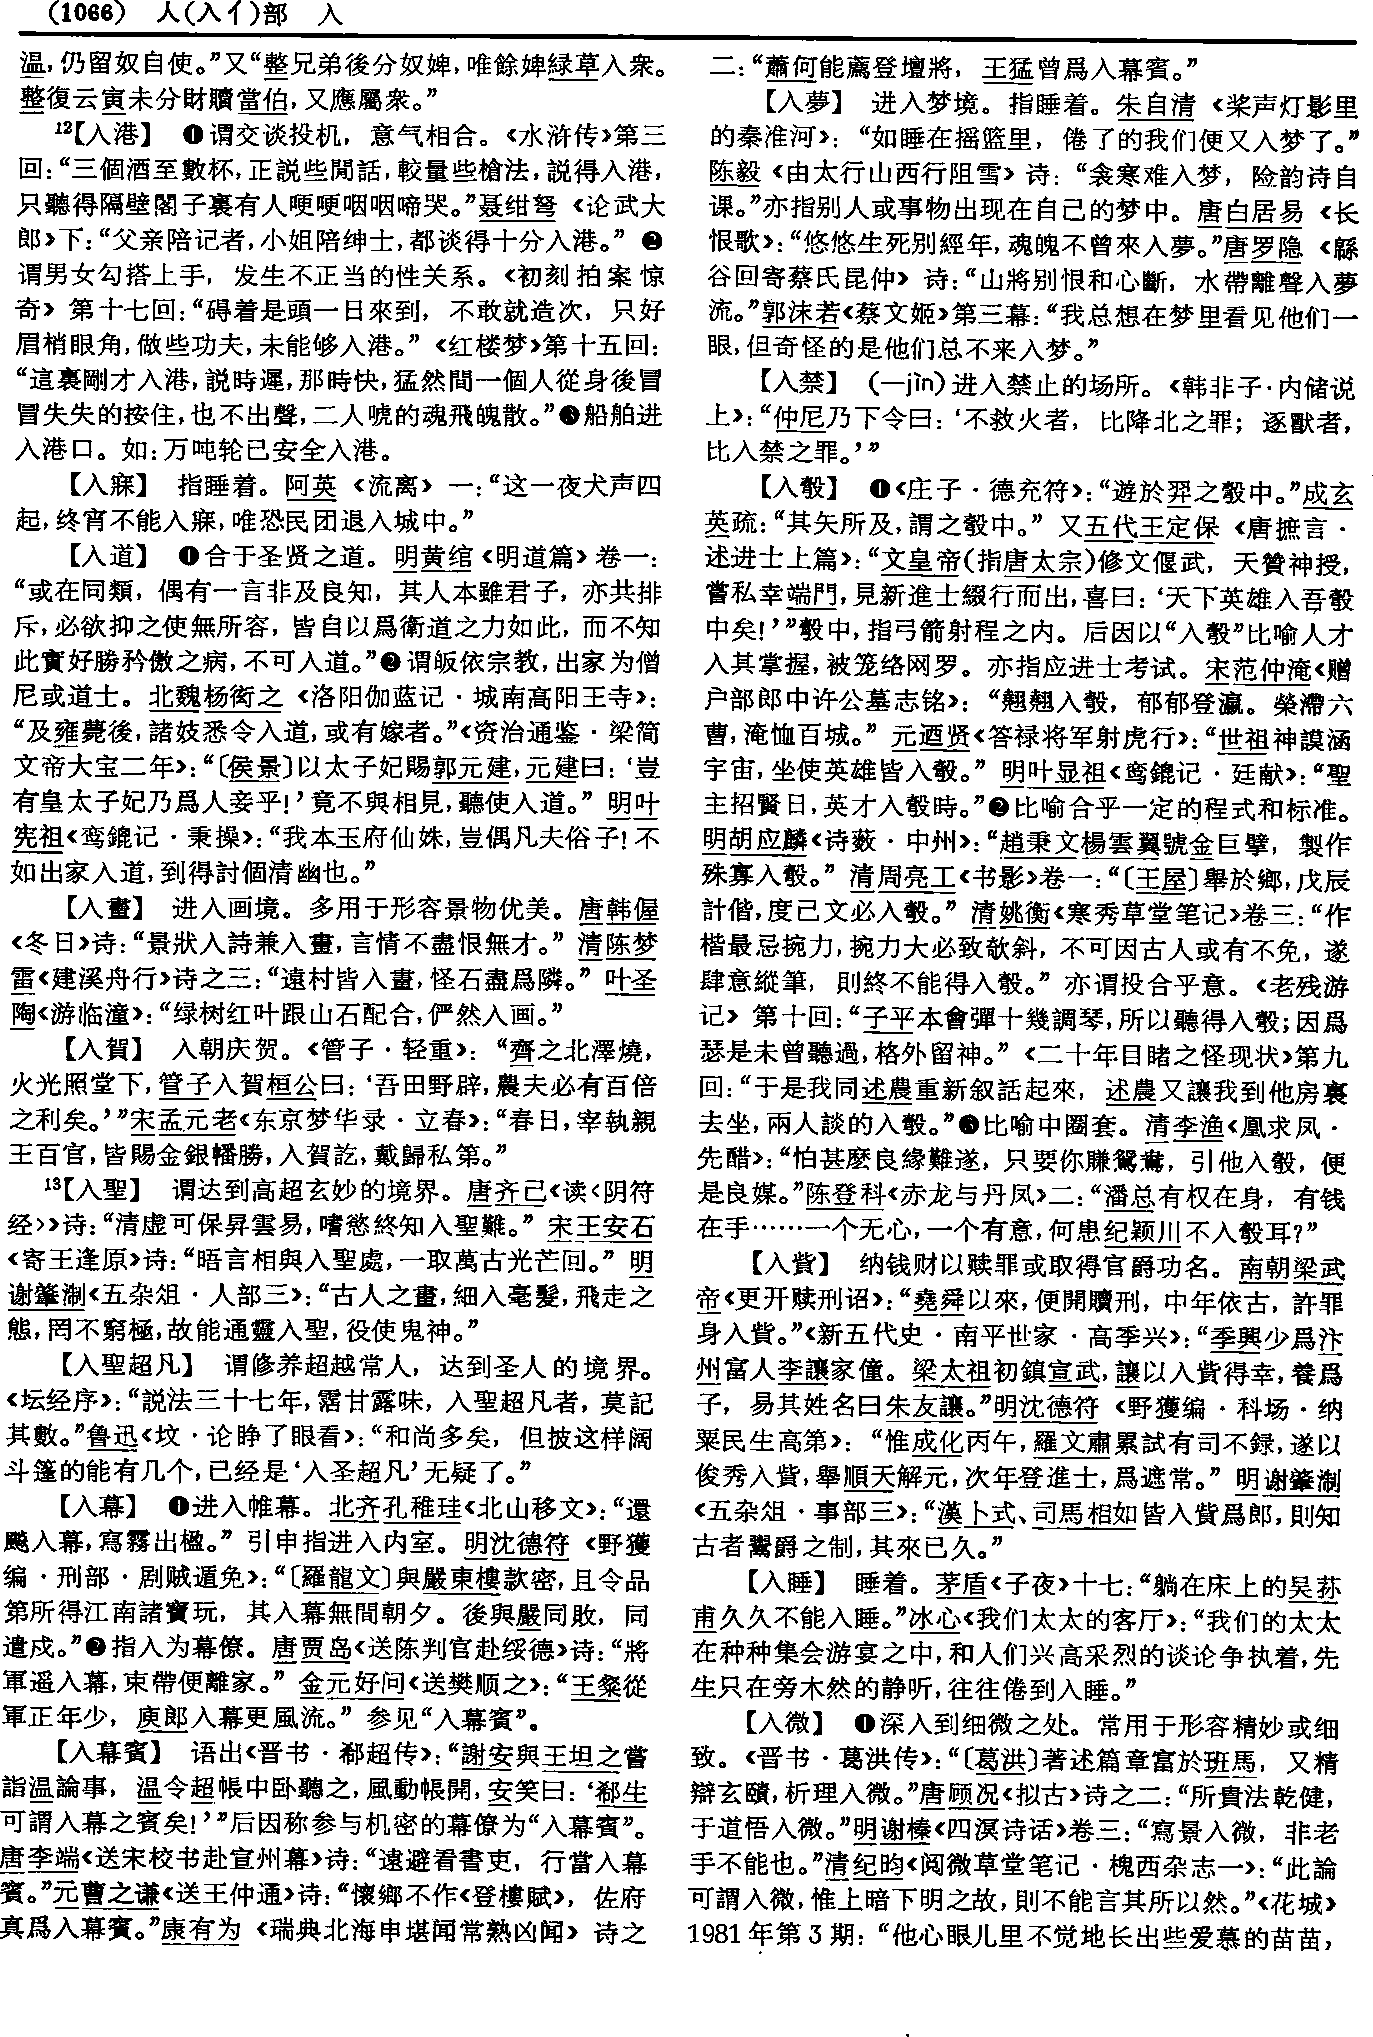 (1066) 人(入亻)部 入
温，仍留奴自使。”又“整兄弟後分奴婢，唯餘婢緑草入衆。
整復云寅未分財贖當伯，又應屬衆。”
¹²【入港】 ❶谓交谈投机，意气相合。《水浒传》第三
回：“三個酒至數杯，正説些閒話，較量些槍法，説得入港，
只聽得隔壁閣子裏有人哽哽咽咽啼哭。”聂绀弩《论武大
郎》下：“父亲陪记者，小姐陪绅士，都谈得十分入港。” ❷
谓男女勾搭上手，发生不正当的性关系。《初刻拍案惊
奇》第十七回：“碍着是頭一日來到，不敢就造次，只好
眉梢眼角，做些功夫，未能够入港。”《红楼梦》第十五回：
“這裏剛才入港，説時遲，那時快，猛然間一個人從身後冒
冒失失的按住，也不出聲，二人唬的魂飛魄散。”❸船舶进
入港口。如：万吨轮已安全入港。
【入寐】 指睡着。阿英《流离》一：“这一夜犬声四
起，终宵不能入寐，唯恐民团退入城中。”
【入道】 ❶合于圣贤之道。明黄绾《明道篇》卷一：
“或在同類，偶有一言非及良知，其人本雖君子，亦共排
斥，必欲抑之使無所容，皆自以爲衛道之力如此，而不知
此實好勝矜傲之病，不可入道。”❷谓皈依宗教，出家为僧
尼或道士。北魏杨衒之《洛阳伽蓝记·城南高阳王寺》：
“及雍薨後，諸妓悉令入道，或有嫁者。”《资治通鉴·梁简
文帝大宝二年》：“〔侯景〕以太子妃賜郭元建，元建曰：‘豈
有皇太子妃乃爲人妾乎！’竟不與相見，聽使入道。”明叶
宪祖《鸾鎞记·秉操》：“我本玉府仙姝，豈偶凡夫俗子！不
如出家入道，到得討個清幽也。”
【入畫】 进入画境。多用于形容景物优美。唐韩偓
《冬日》诗：“景狀入詩兼入畫，言情不盡恨無才。”清陈梦
雷《建溪舟行》诗之三：“遠村皆入畫，怪石盡爲隣。”叶圣
陶《游临潼》：“绿树红叶跟山石配合，俨然入画。”
【入賀】 入朝庆贺。《管子·轻重》：“齊之北澤燒，
火光照堂下，管子入賀桓公曰：‘吾田野辟，農夫必有百倍
之利矣。’”宋孟元老《东京梦华录·立春》：“春日，宰執親
王百官，皆賜金銀幡勝，入賀訖，戴歸私第。”
¹³【入聖】 谓达到高超玄妙的境界。唐齐己《读〈阴符
经〉》诗：“清虚可保昇雲易，嗜慾終知入聖難。”宋王安石
《寄王逢原》诗：“晤言相與入聖處，一取萬古光芒回。”明
谢肇淛《五杂俎·人部三》：“古人之畫，細入毫髮，飛走之
態，罔不窮極，故能通靈入聖，役使鬼神。”
【入聖超凡】 谓修养超越常人，达到圣人的境界。
《坛经序》：“説法三十七年，霑甘露味，入聖超凡者，莫記
其數。”鲁迅《坟·论睁了眼看》：“和尚多矣，但披这样阔
斗篷的能有几个，已经是‘入圣超凡’无疑了。”
【入幕】 ❶进入帷幕。北齐孔稚珪《北山移文》：“還
飈入幕，寫霧出楹。”引申指进入内室。明沈德符《野獲
编·刑部·剧贼遁免》：“〔羅龍文〕與嚴東樓款密，且令品
第所得江南諸寶玩，其入幕無間朝夕。後與嚴同敗，同
遣戍。”❷指入为幕僚。唐贾岛《送陈判官赴绥德》诗：“將
軍遥入幕，束帶便離家。”金元好问《送樊顺之》：“王粲從
軍正年少，庾郎入幕更風流。”参见“入幕賓”。
【入幕賓】 语出《晋书·郗超传》：“謝安與王坦之嘗
詣温論事，温令超帳中卧聽之，風動帳開，安笑曰：‘郗生
可謂入幕之賓矣！’”后因称参与机密的幕僚为“入幕賓”。
唐李端《送宋校书赴宣州幕》诗：“遠避看書吏，行當入幕
賓。”元曹之谦《送王仲通》诗：“懷鄉不作《登樓賦》，佐府
真爲入幕賓。”康有为《瑞典北海申堪闻常熟凶闻》诗之
二：“蕭何能薦登壇將，王猛曾爲入幕賓。”
【入夢】 进入梦境。指睡着。朱自清《桨声灯影里
的秦淮河》：“如睡在摇篮里，倦了的我们便又入梦了。”
陈毅《由太行山西行阻雪》诗：“衾寒难入梦，险韵诗自
课。”亦指别人或事物出现在自己的梦中。唐白居易《长
恨歌》：“悠悠生死别經年，魂魄不曾來入夢。”唐罗隐《繇
谷回寄蔡氏昆仲》诗：“山將别恨和心斷，水帶離聲入夢
流。”郭沫若《蔡文姬》第三幕：“我总想在梦里看见他们一
眼，但奇怪的是他们总不来入梦。”
【入禁】 (—jìn)进入禁止的场所。《韩非子·内储说
上》：“仲尼乃下令曰：‘不救火者，比降北之罪；逐獸者，
比入禁之罪。’”
【入彀】 ❶《庄子·德充符》：“遊於羿之彀中。”成玄
英疏：“其矢所及，謂之彀中。”又五代王定保《唐摭言·
述进士上篇》：“文皇帝(指唐太宗)修文偃武，天贊神授，
嘗私幸端門，見新進士綴行而出，喜曰：‘天下英雄入吾彀
中矣！’”彀中，指弓箭射程之内。后因以“入彀”比喻人才
入其掌握，被笼络网罗。亦指应进士考试。宋范仲淹《赠
户部郎中许公墓志铭》：“翹翹入彀，郁郁登瀛。榮滯六
曹，淹恤百城。”元迺贤《答禄将军射虎行》：“世祖神謨涵
宇宙，坐使英雄皆入彀。”明叶显祖《鸾鎞记·廷献》：“聖
主招賢日，英才入彀時。”❷比喻合乎一定的程式和标准。
明胡应麟《诗薮·中州》：“趙秉文楊雲翼號金巨擘，製作
殊寡入彀。”清周亮工《书影》卷一：“〔王屋〕舉於鄉，戊辰
計偕，度己文必入彀。”清姚衡《寒秀草堂笔记》卷三：“作
楷最忌捥力，捥力大必致欹斜，不可因古人或有不免，遂
肆意縱筆，則終不能得入彀。”亦谓投合乎意。《老残游
记》第十回：“子平本會彈十幾調琴，所以聽得入彀；因爲
瑟是未曾聽過，格外留神。”《二十年目睹之怪现状》第九
回：“于是我同述農重新叙話起來，述農又讓我到他房裏
去坐，兩人談的入彀。”❸比喻中圈套。清李渔《凰求凤·
先醋》：“怕甚麽良緣難遂，只要你賺鴛鴦，引他入彀，便
是良媒。”陈登科《赤龙与丹凤》二：“潘总有权在身，有钱
在手……一个无心，一个有意，何患纪颖川不入彀耳？”
【入貲】 纳钱财以赎罪或取得官爵功名。南朝梁武
帝《更开赎刑诏》：“堯舜以來，便開贖刑，中年依古，許罪
身入貲。”《新五代史·南平世家·高季兴》：“季興少爲汴
州富人李讓家僮。梁太祖初鎮宣武，讓以入貲得幸，養爲
子，易其姓名曰朱友讓。”明沈德符《野獲编·科场·纳
粟民生高第》：“惟成化丙午，羅文肅累試有司不録，遂以
俊秀入貲，舉順天解元，次年登進士，爲遮常。”明谢肇淛
《五杂俎·事部三》：“漢卜式、司馬相如皆入貲爲郎，則知
古者鬻爵之制，其來已久。”
【入睡】 睡着。茅盾《子夜》十七：“躺在床上的吴荪
甫久久不能入睡。”冰心《我们太太的客厅》：“我们的太太
在种种集会游宴之中，和人们兴高采烈的谈论争执着，先
生只在旁木然的静听，往往倦到入睡。”
【入微】 ❶深入到细微之处。常用于形容精妙或细
致。《晋书·葛洪传》：“〔葛洪〕著述篇章富於班馬，又精
辯玄賾，析理入微。”唐顾况《拟古》诗之二：“所貴法乾健，
于道悟入微。”明谢榛《四溟诗话》卷三：“寫景入微，非老
手不能也。”清纪昀《阅微草堂笔记·槐西杂志一》：“此論
可謂入微，惟上暗下明之故，則不能言其所以然。”《花城》
1981年第3期：“他心眼儿里不觉地长出些爱慕的苗苗，